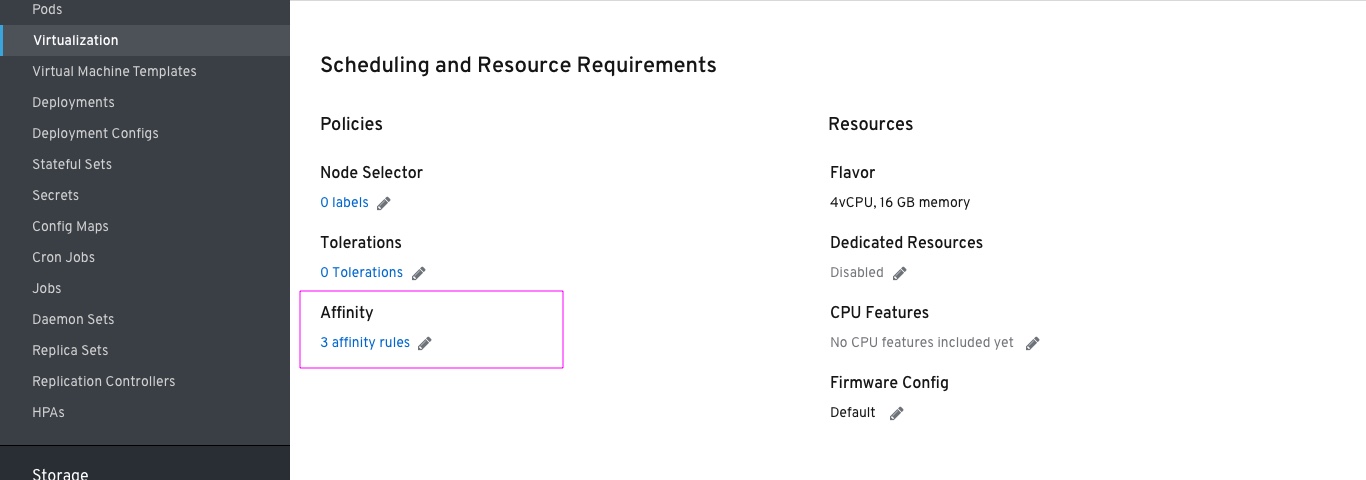 Pods
Virtualization
Virtual Machine Templates
Deployments
Deployment Configs
Stateful Sets
Secrets
Config Maps
Cron Jobs
Jobs
Daemon Sets
Replica Sets
Replication Controllers
HPAs
Storage
Scheduling and Resource Requirements
Policies
Node Selector
0 labels
Tolerations
0 Tolerations
Affinity
3 affinity rules
Resources
Flavor
4vCPU, 16 GB memory
Dedicated Resources
Disabled
CPU Features
No CPU features included yet
Firmware Config
Default